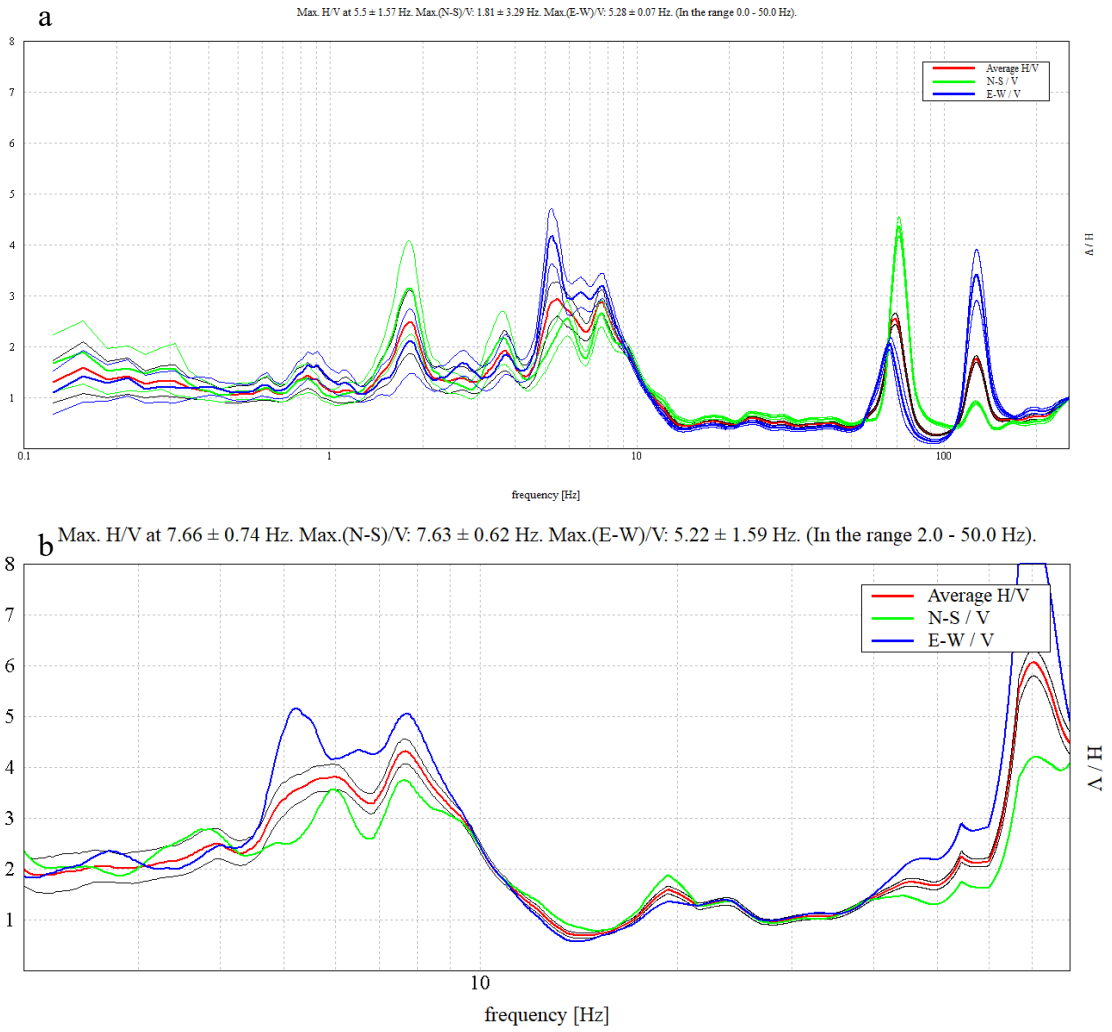 a
Max. H/V at 5.5 ± 1.57 Hz. Max.(N-S)/V: 1.81 ± 3.29 Hz. Max.(E-W)/V: 5.28 ± 0.07 Hz. (In the range 0.0 - 50.0 Hz).
8
7
6
5
4
3
2
1
Average H/V
N-S / V
E-W / V
H / V
0.1
1
10
100
frequency [Hz]
b
Max. H/V at 7.66 ± 0.74 Hz. Max.(N-S)/V: 7.63 ± 0.62 Hz. Max.(E-W)/V: 5.22 ± 1.59 Hz. (In the range 2.0 - 50.0 Hz).
8
7
6
5
4
3
2
1
Average H/V
N-S / V
E-W / V
H / V
10
frequency [Hz]